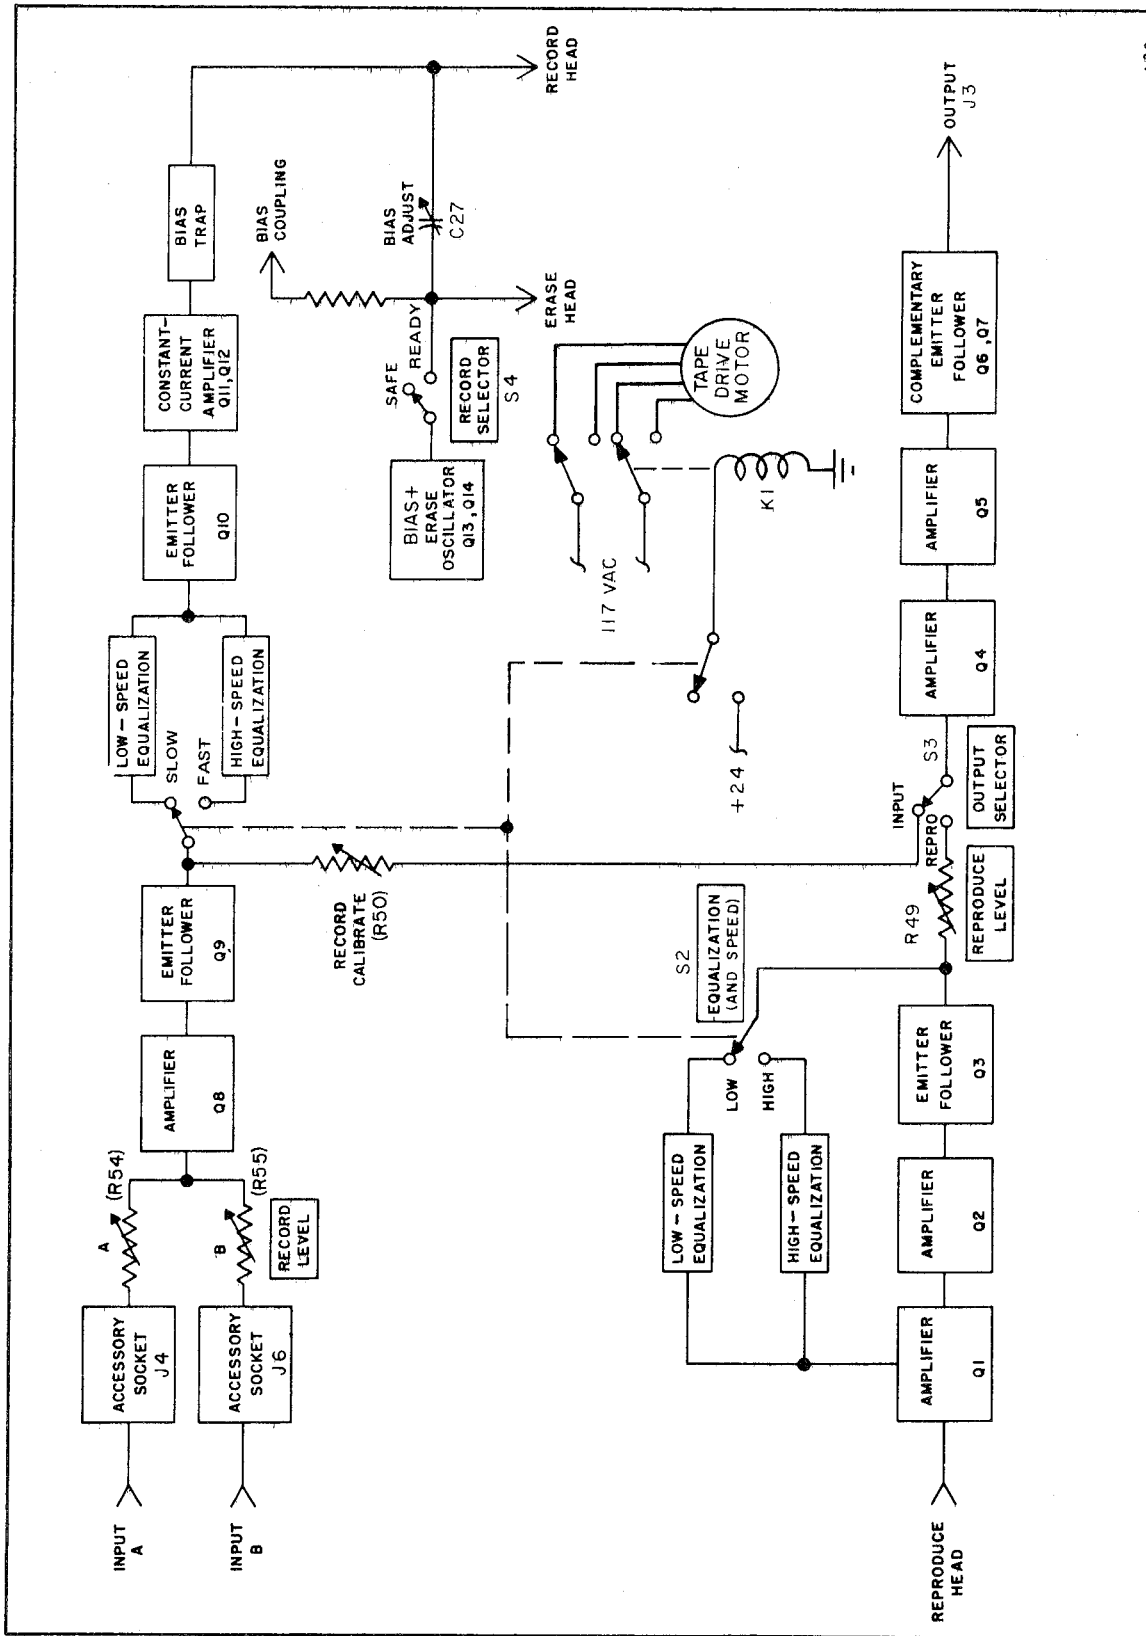 INPUT
A
ACCESSORY
SOCKET
J4
A
(R54)
INPUT
B
ACCESSORY
SOCKET
J6
B
(R55)
RECORD
LEVEL
AMPLIFIER
Q8
EMITTER
FOLLOWER
Q9
RECORD
CALIBRATE
(R50)
SLOW
FAST
LOW-SPEED
EQUALIZATION
HIGH-SPEED
EQUALIZATION
EMITTER
FOLLOWER
Q10
CONSTANT-
CURRENT
AMPLIFIER
Q11,Q12
BIAS
TRAP
RECORD
HEAD
BIAS
COUPLING
BIAS
ADJUST
C27
ERASE
HEAD
SAFE
READY
RECORD
SELECTOR
S4
BIAS+
ERASE
OSCILLATOR
Q13,Q14
117 VAC
TAPE
DRIVE
MOTOR
K1
+24
S2
EQUALIZATION
(AND SPEED)
LOW
HIGH
LOW-SPEED
EQUALIZATION
HIGH-SPEED
EQUALIZATION
REPRODUCE
HEAD
AMPLIFIER
Q1
AMPLIFIER
Q2
EMITTER
FOLLOWER
Q3
R49
REPRODUCE
LEVEL
INPUT
REPRO
S3
OUTPUT
SELECTOR
AMPLIFIER
Q4
AMPLIFIER
Q5
COMPLEMENTARY
EMITTER
FOLLOWER
Q6,Q7
OUTPUT
J3